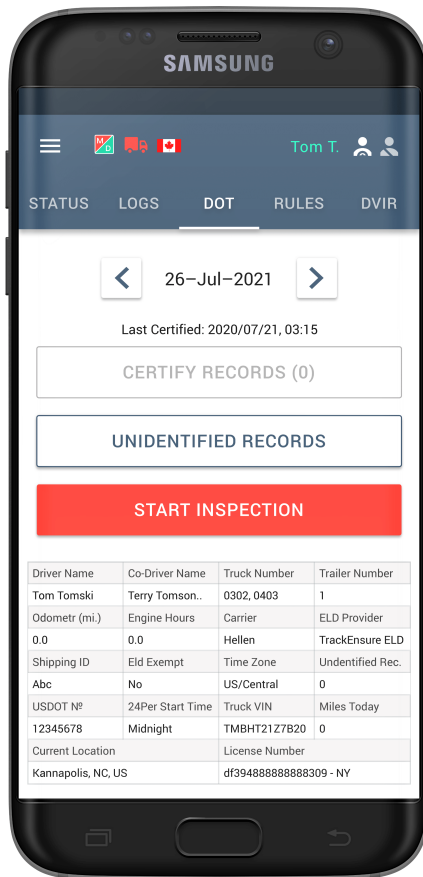 SAMSUNG
M D Tom T.
STATUS LOGS DOT RULES DVIR
26–Jul–2021
Last Certified: 2020/07/21, 03:15
CERTIFY RECORDS (0)
UNIDENTIFIED RECORDS
START INSPECTION
Driver Name Co-Driver Name Truck Number Trailer Number
Tom Tomski Terry Tomson.. 0302, 0403 1
Odometr (mi.) Engine Hours Carrier ELD Provider
0.0 0.0 Hellen TrackEnsure ELD
Shipping ID Eld Exempt Time Zone Undentified Rec.
Abc No US/Central 0
USDOT Nº 24Per Start Time Truck VIN Miles Today
12345678 Midnight TMBHT21Z7B20 0
Current Location License Number
Kannapolis, NC, US df394888888888309 - NY